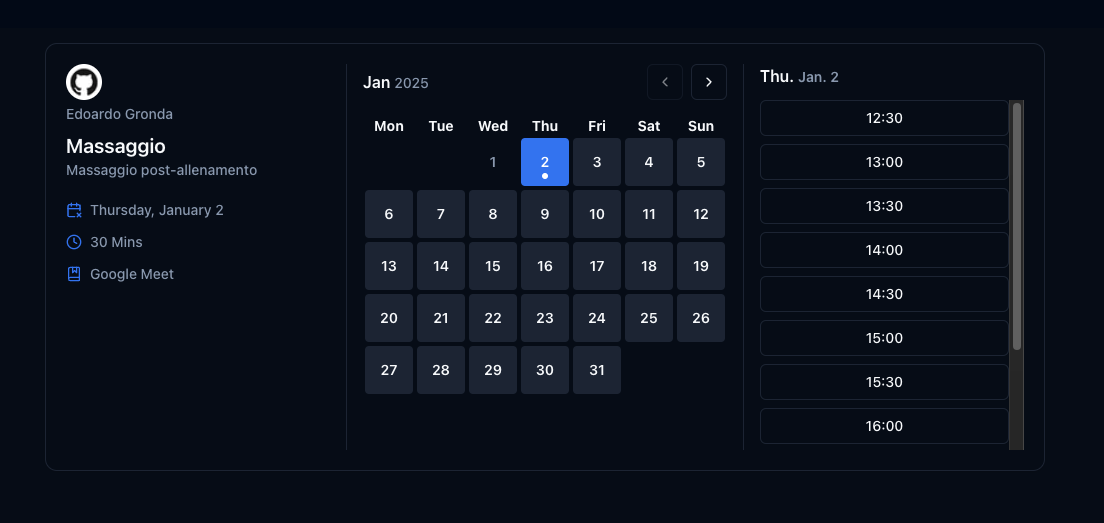 Edoardo Gronda
Massaggio
Massaggio post-allenamento
Thursday, January 2
30 Mins
Google Meet
Jan 2025
Mon Tue Wed Thu Fri Sat Sun
1 2 3 4 5
6 7 8 9 10 11 12
13 14 15 16 17 18 19
20 21 22 23 24 25 26
27 28 29 30 31
Thu. Jan. 2
12:30
13:00
13:30
14:00
14:30
15:00
15:30
16:00